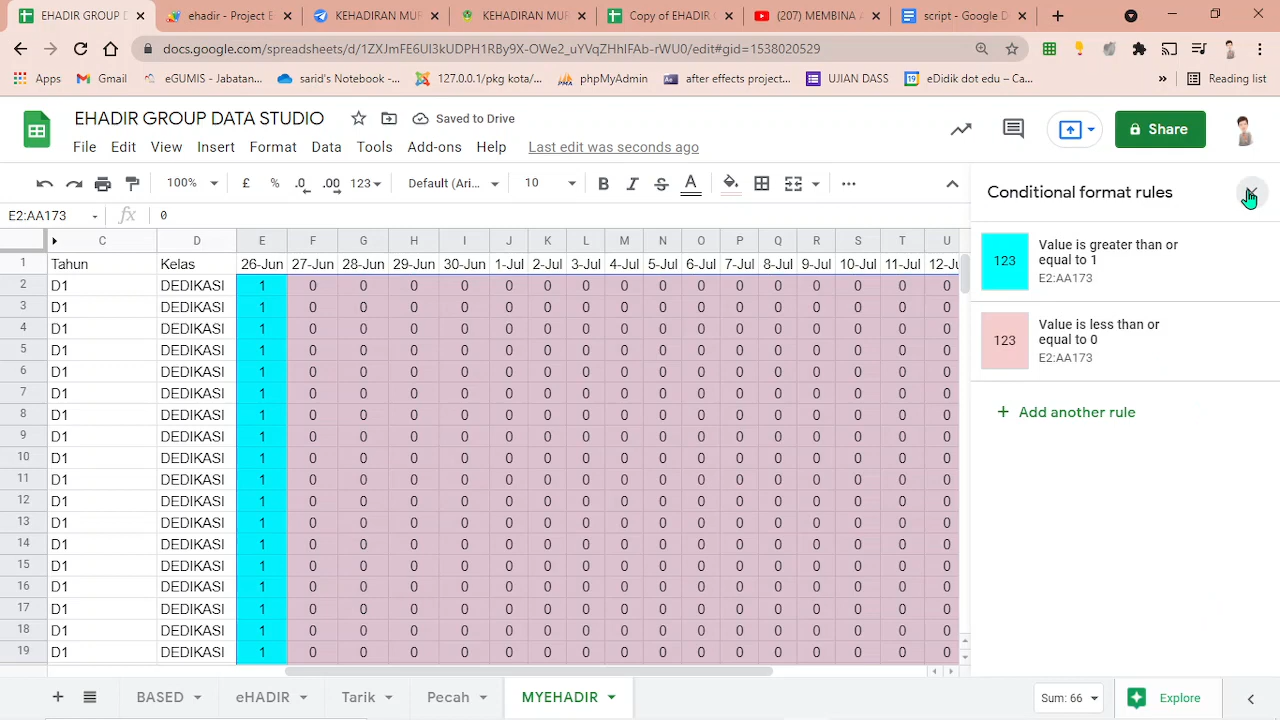 EHADIR GROUP DATA STUDIO
ehadir - Project E
KEHADIRAN MUR
KEHADIRAN MUR
Copy of EHADIR
(207) MEMBINA A
script - Google D
docs.google.com/spreadsheets/d/1ZXJmFE6UI3kUDPH1RBy9X-OWe2_uYVqZHhIFAb-rWU0/edit#gid=1538020529
Apps Gmail eGUMIS - Jabatan... sarid's Notebook -... 127.0.0.1/pkg kota/... phpMyAdmin after effects project... UJIAN DASS eDidik dot edu – Ca... » Reading list
EHADIR GROUP DATA STUDIO Saved to Drive
File Edit View Insert Format Data Tools Add-ons Help Last edit was seconds ago
Share
100% £ % .0 .00 123 Default (Ari... 10 B I S A
Conditional format rules
E2:AA173 fx 0
C D E F G H I J K L M N O P Q R S T U
1 Tahun Kelas 26-Jun 27-Jun 28-Jun 29-Jun 30-Jun 1-Jul 2-Jul 3-Jul 4-Jul 5-Jul 6-Jul 7-Jul 8-Jul 9-Jul 10-Jul 11-Jul 12-Ju
2 D1 DEDIKASI 1 0 0 0 0 0 0 0 0 0 0 0 0 0 0 0 0
3 D1 DEDIKASI 1 0 0 0 0 0 0 0 0 0 0 0 0 0 0 0 0
4 D1 DEDIKASI 1 0 0 0 0 0 0 0 0 0 0 0 0 0 0 0 0
5 D1 DEDIKASI 1 0 0 0 0 0 0 0 0 0 0 0 0 0 0 0 0
6 D1 DEDIKASI 1 0 0 0 0 0 0 0 0 0 0 0 0 0 0 0 0
7 D1 DEDIKASI 1 0 0 0 0 0 0 0 0 0 0 0 0 0 0 0 0
8 D1 DEDIKASI 1 0 0 0 0 0 0 0 0 0 0 0 0 0 0 0 0
9 D1 DEDIKASI 1 0 0 0 0 0 0 0 0 0 0 0 0 0 0 0 0
10 D1 DEDIKASI 1 0 0 0 0 0 0 0 0 0 0 0 0 0 0 0 0
11 D1 DEDIKASI 1 0 0 0 0 0 0 0 0 0 0 0 0 0 0 0 0
12 D1 DEDIKASI 1 0 0 0 0 0 0 0 0 0 0 0 0 0 0 0 0
13 D1 DEDIKASI 1 0 0 0 0 0 0 0 0 0 0 0 0 0 0 0 0
14 D1 DEDIKASI 1 0 0 0 0 0 0 0 0 0 0 0 0 0 0 0 0
15 D1 DEDIKASI 1 0 0 0 0 0 0 0 0 0 0 0 0 0 0 0 0
16 D1 DEDIKASI 1 0 0 0 0 0 0 0 0 0 0 0 0 0 0 0 0
17 D1 DEDIKASI 1 0 0 0 0 0 0 0 0 0 0 0 0 0 0 0 0
18 D1 DEDIKASI 1 0 0 0 0 0 0 0 0 0 0 0 0 0 0 0 0
19 D1 DEDIKASI 1 0 0 0 0 0 0 0 0 0 0 0 0 0 0 0 0
123
Value is greater than or
equal to 1
E2:AA173
123
Value is less than or
equal to 0
E2:AA173
+ Add another rule
+ BASED eHADIR Tarik Pecah MYEHADIR
Sum: 66
Explore